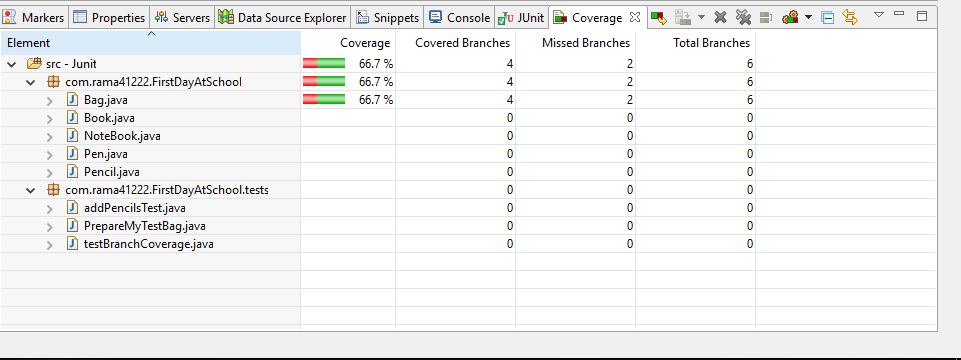 Markers Properties Servers Data Source Explorer Snippets Console JUnit Coverage
Element Coverage Covered Branches Missed Branches Total Branches
src - Junit 66.7 % 4 2 6
com.rama41222.FirstDayAtSchool 66.7 % 4 2 6
Bag.java 66.7 % 4 2 6
Book.java 0 0 0
NoteBook.java 0 0 0
Pen.java 0 0 0
Pencil.java 0 0 0
com.rama41222.FirstDayAtSchool.tests 0 0 0
addPencilsTest.java 0 0 0
PrepareMyTestBag.java 0 0 0
testBranchCoverage.java 0 0 0